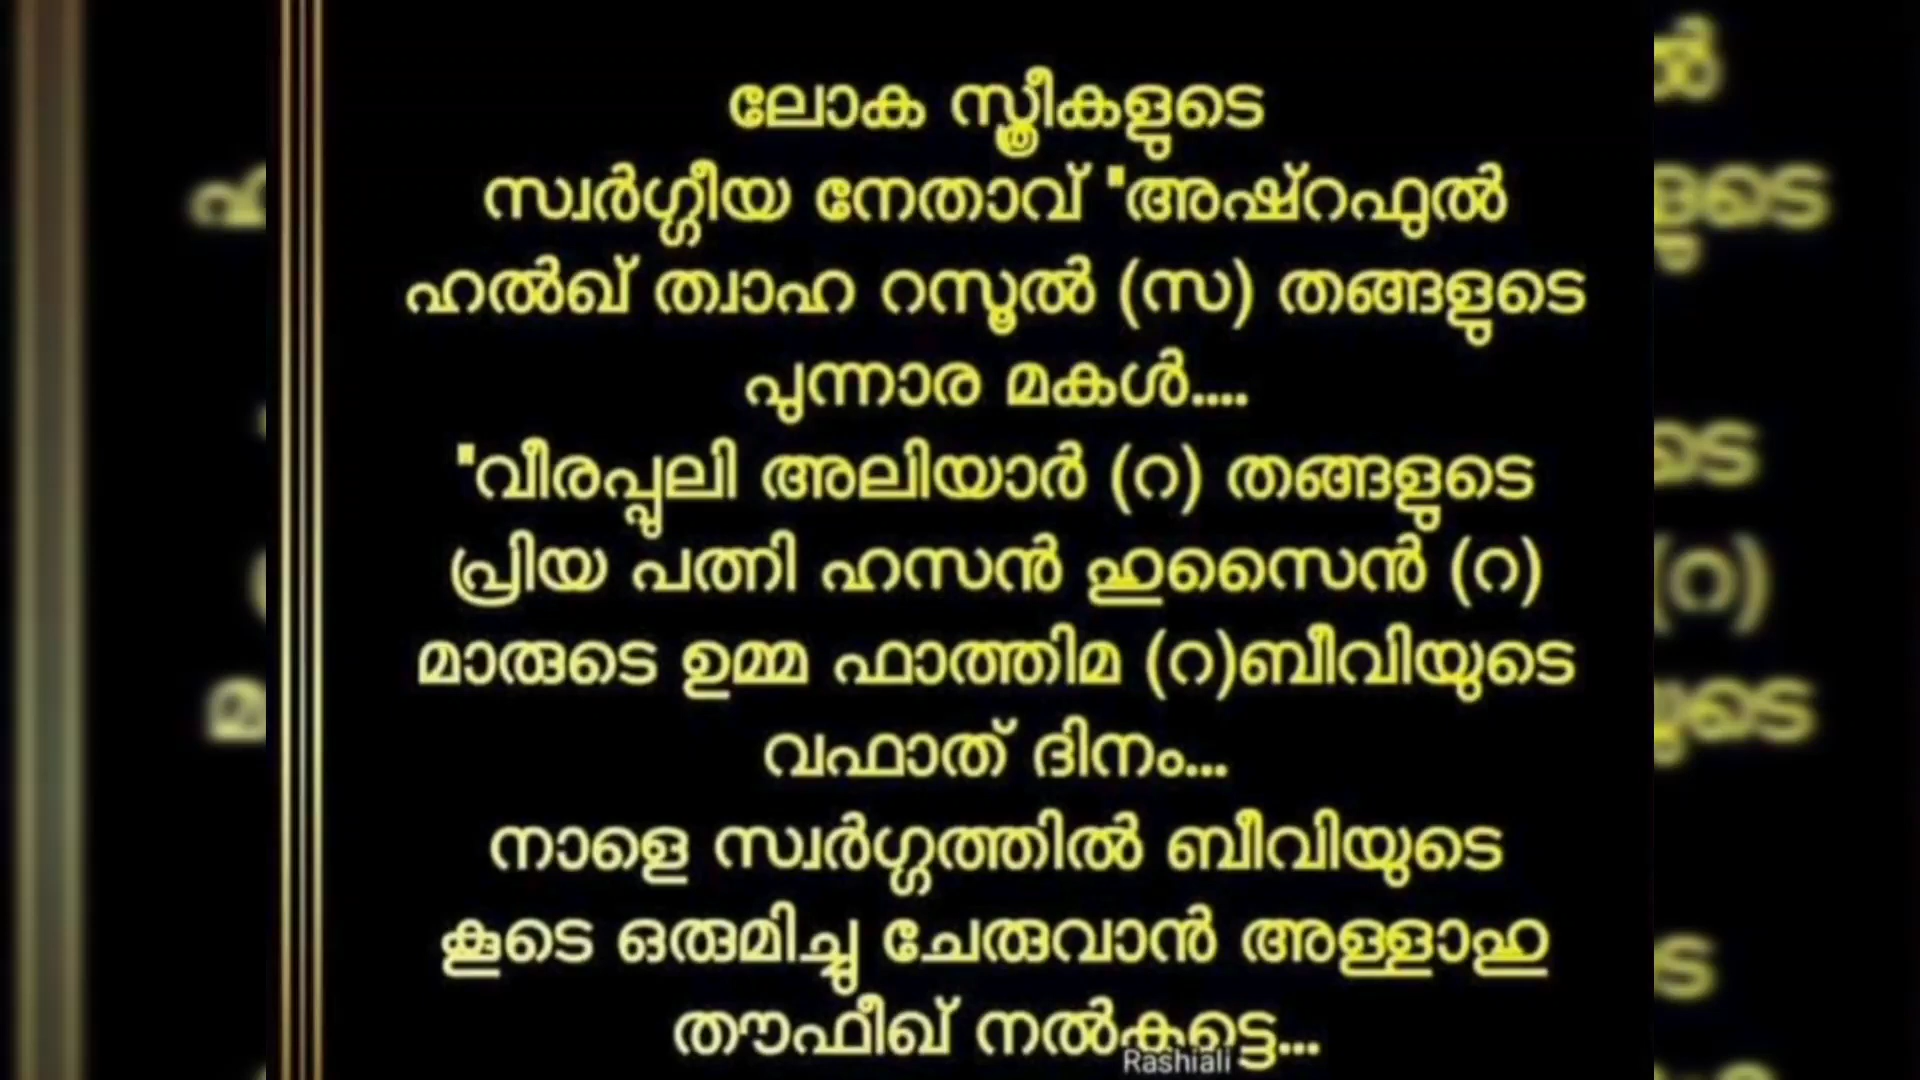 ലോക സ്ത്രീകളുടെ
സ്വർഗ്ഗീയ നേതാവ് "അഷ്റഫുൽ
ഹൽഖ് ത്വാഹ റസൂൽ (സ) തങ്ങളുടെ
പുന്നാര മകൾ....
"വീരപ്പുലി അലിയാർ (റ) തങ്ങളുടെ
പ്രിയ പത്നി ഹസൻ ഹുസൈൻ (റ)
മാരുടെ ഉമ്മ ഫാത്തിമ (റ)ബീവിയുടെ
വഫാത് ദിനം...
നാളെ സ്വർഗ്ഗത്തിൽ ബീവിയുടെ
കൂടെ ഒരുമിച്ചു ചേരുവാൻ അള്ളാഹു
തൗഫീഖ് നൽകട്ടെ...
Rashiali